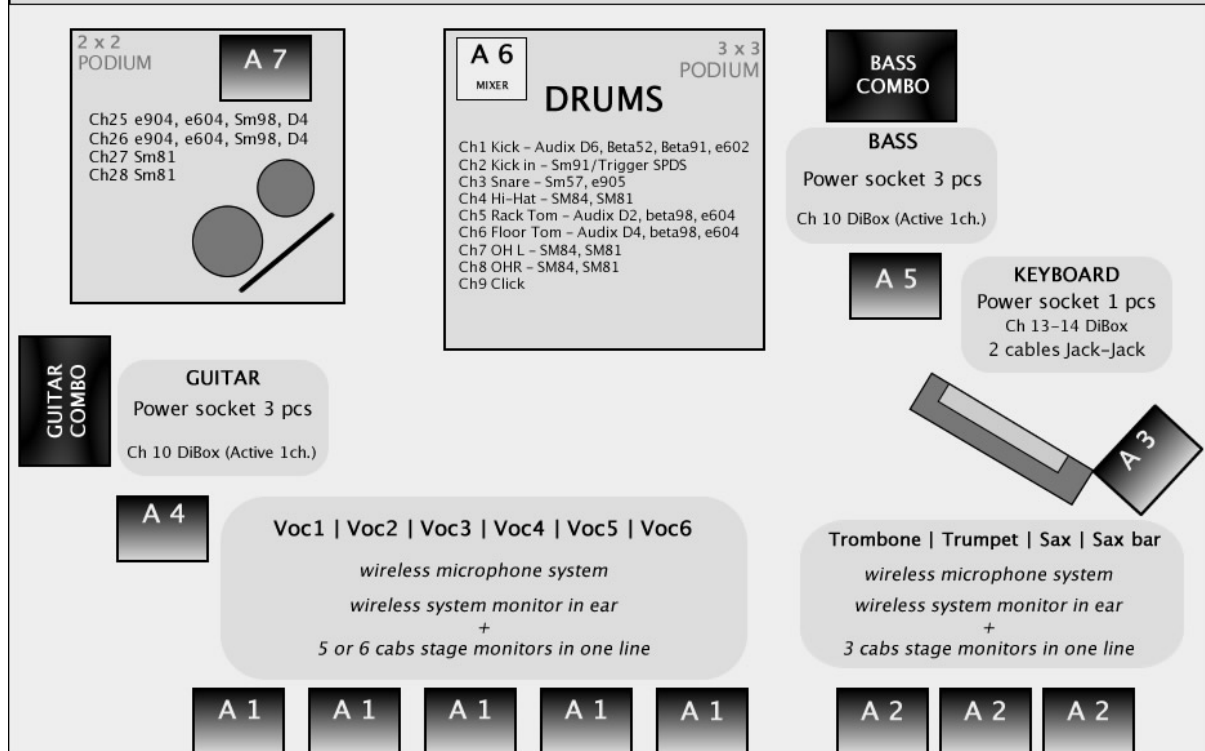 2 x 2
PODIUM
A 7
Ch25 e904, e604, Sm98, D4
Ch26 e904, e604, Sm98, D4
Ch27 Sm81
Ch28 Sm81
A 6
MIXER
3 x 3
PODIUM
DRUMS
Ch1 Kick – Audix D6, Beta52, Beta91, e602
Ch2 Kick in – Sm91/Trigger SPDS
Ch3 Snare – Sm57, e905
Ch4 Hi-Hat – SM84, SM81
Ch5 Rack Tom – Audix D2, beta98, e604
Ch6 Floor Tom – Audix D4, beta98, e604
Ch7 OH L – SM84, SM81
Ch8 OHR – SM84, SM81
Ch9 Click
BASS
COMBO
BASS
Power socket 3 pcs
Ch 10 DiBox (Active 1ch.)
A 5
KEYBOARD
Power socket 1 pcs
Ch 13–14 DiBox
2 cables Jack–Jack
A 3
GUITAR
COMBO
GUITAR
Power socket 3 pcs
Ch 10 DiBox (Active 1ch.)
A 4
Voc1 | Voc2 | Voc3 | Voc4 | Voc5 | Voc6
wireless microphone system
wireless system monitor in ear
+
5 or 6 cabs stage monitors in one line
Trombone | Trumpet | Sax | Sax bar
wireless microphone system
wireless system monitor in ear
+
3 cabs stage monitors in one line
A 1
A 1
A 1
A 1
A 1
A 2
A 2
A 2